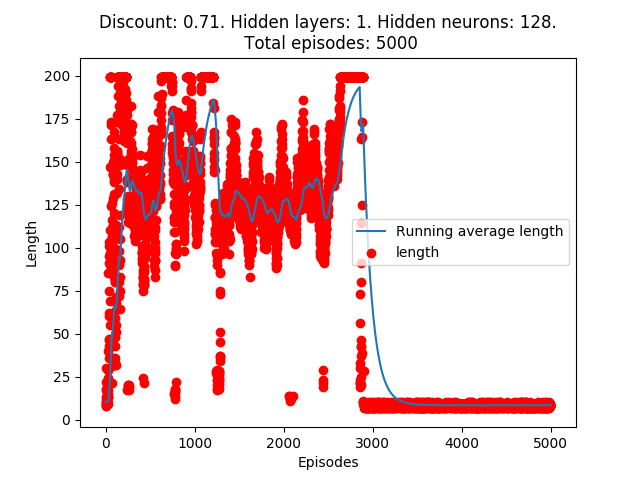 Discount: 0.71. Hidden layers: 1. Hidden neurons: 128.
Total episodes: 5000
200
175
150
125
100
75
50
25
0
Length
Running average length
length
0 1000 2000 3000 4000 5000
Episodes